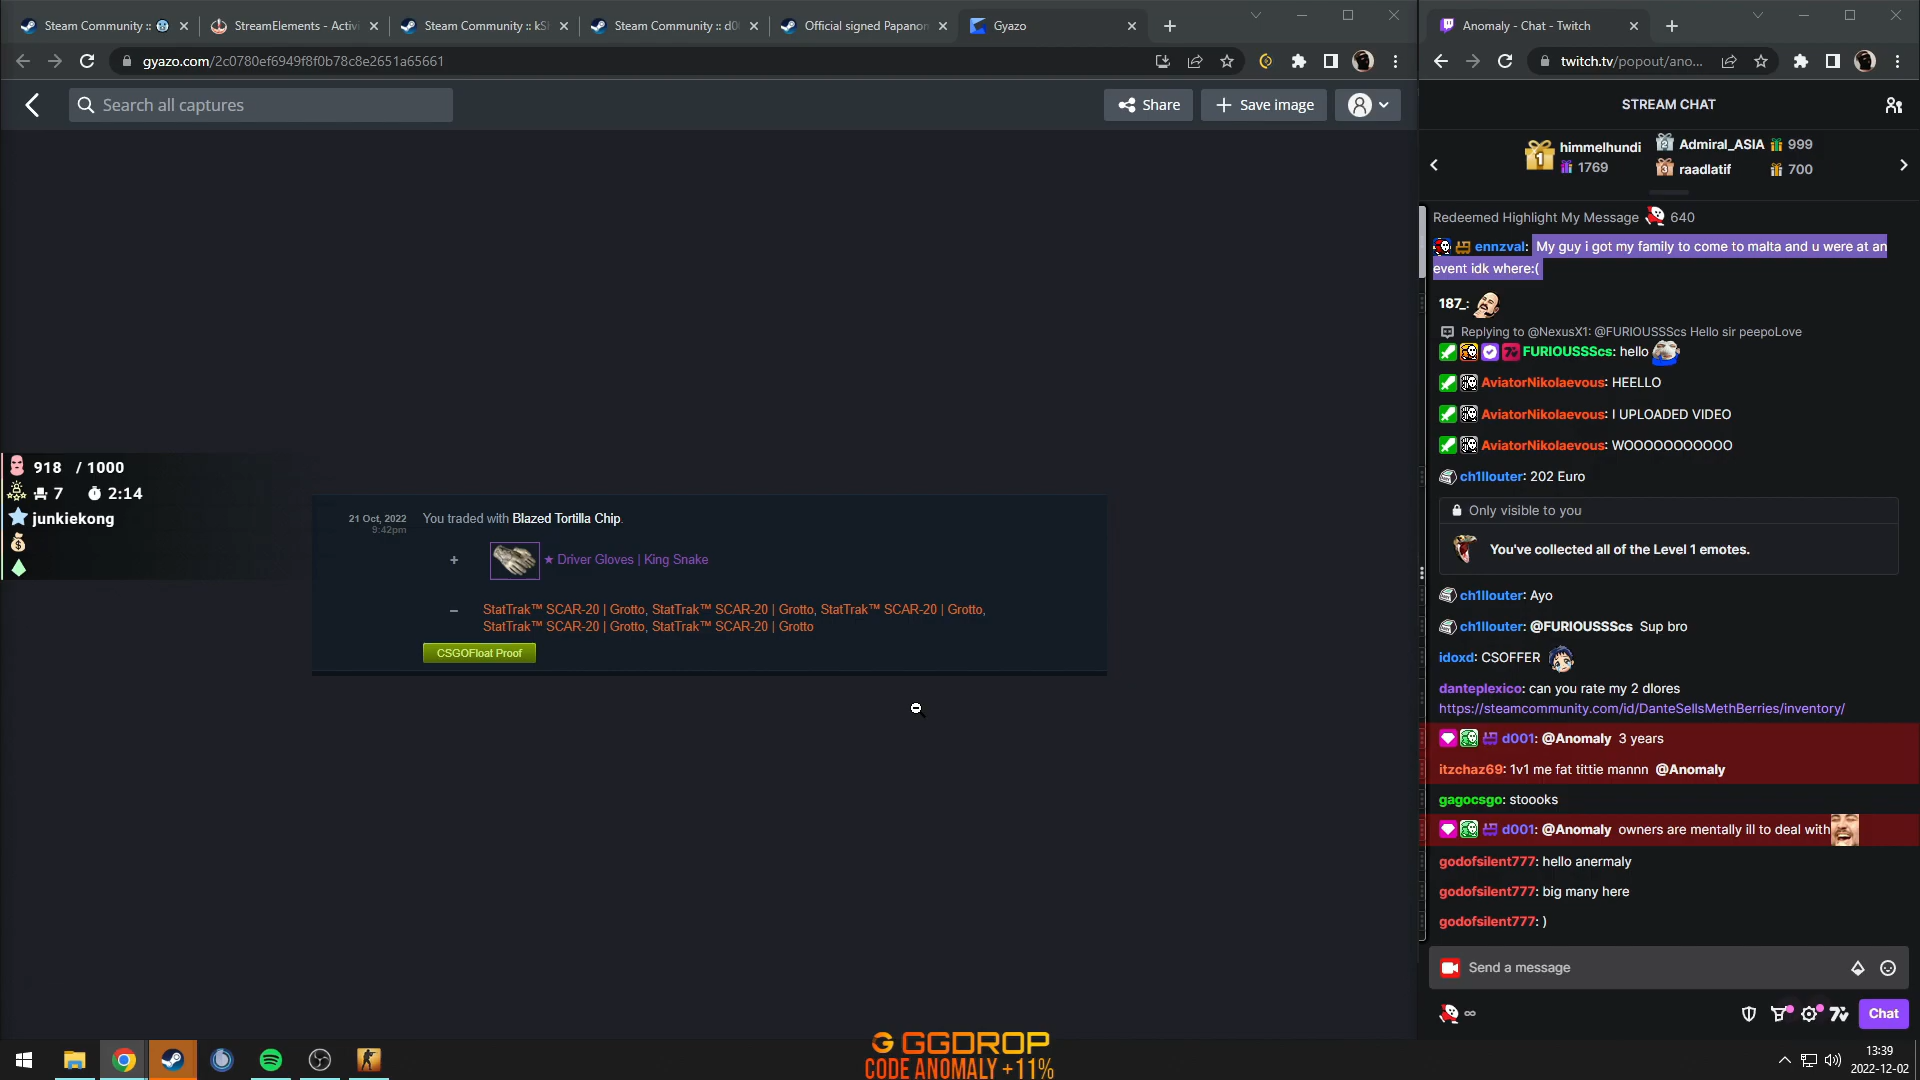 Steam Community ::
StreamElements - Activi
Steam Community :: kSl
Steam Community :: d0
Official signed Papanom
Gyazo
gyazo.com/2c0780ef6949f8f0b78c8e2651a65661
Search all captures
Share
Save image
918 / 1000
7 2:14
junkiekong
21 Oct, 2022
9:42pm
You traded with Blazed Tortilla Chip.
+ ★ Driver Gloves | King Snake
– StatTrak™ SCAR-20 | Grotto, StatTrak™ SCAR-20 | Grotto, StatTrak™ SCAR-20 | Grotto,
StatTrak™ SCAR-20 | Grotto, StatTrak™ SCAR-20 | Grotto
CSGOFloat Proof
GGDROP
CODE ANOMALY +11%
Anomaly - Chat - Twitch
twitch.tv/popout/ano...
STREAM CHAT
1 himmelhundi
1769
2 Admiral_ASIA 999
3 raadlatif 700
Redeemed Highlight My Message 640
ennzval: My guy i got my family to come to malta and u were at an
event idk where:(
187_:
Replying to @NexusX1: @FURIOUSSScs Hello sir peepoLove
FURIOUSSScs: hello
AviatorNikolaevous: HEELLO
AviatorNikolaevous: I UPLOADED VIDEO
AviatorNikolaevous: WOOOOOOOOOOO
ch1llouter: 202 Euro
Only visible to you
You've collected all of the Level 1 emotes.
ch1llouter: Ayo
ch1llouter: @FURIOUSSScs Sup bro
idoxd: CSOFFER
danteplexico: can you rate my 2 dlores
https://steamcommunity.com/id/DanteSellsMethBerries/inventory/
d001: @Anomaly 3 years
itzchaz69: 1v1 me fat tittie mannn @Anomaly
gagocsgo: stoooks
d001: @Anomaly owners are mentally ill to deal with
godofsilent777: hello anermaly
godofsilent777: big many here
godofsilent777: )
Send a message
∞
Chat
13:39
2022-12-02